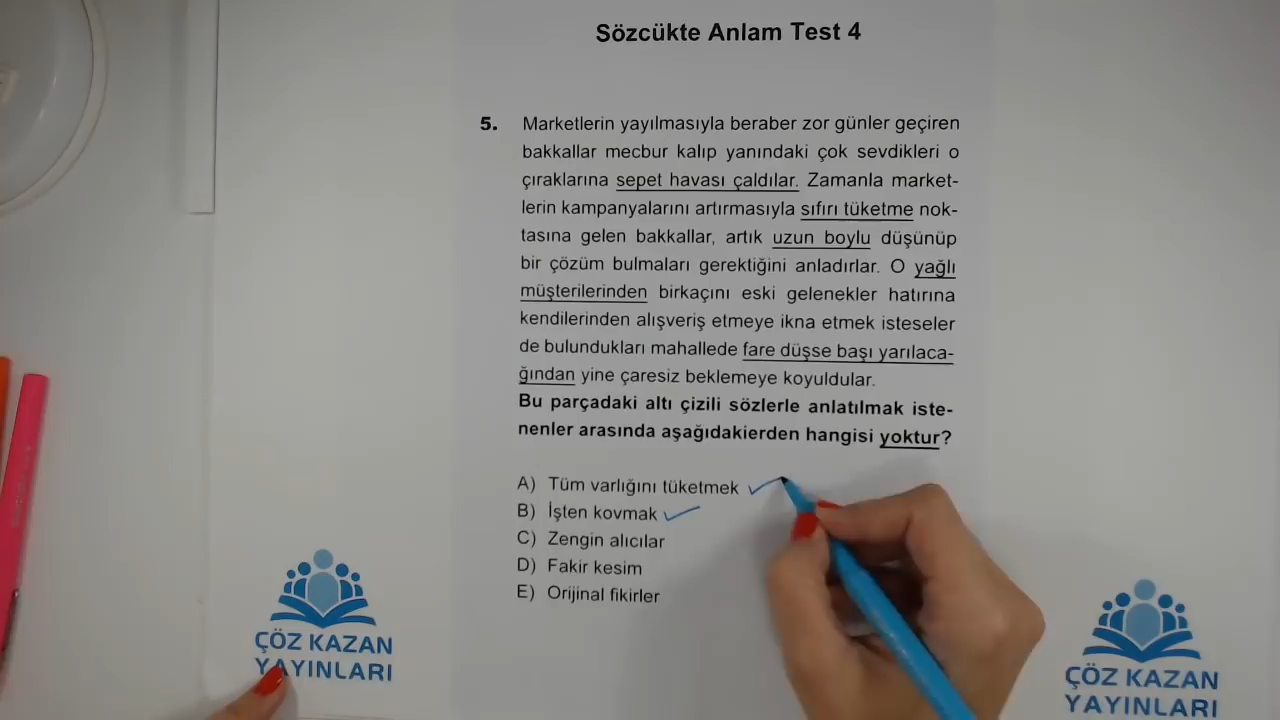 Sözcükte Anlam Test 4
5. Marketlerin yayılmasıyla beraber zor günler geçiren
bakkallar mecbur kalıp yanındaki çok sevdikleri o
çıraklarına sepet havası çaldılar. Zamanla market-
lerin kampanyalarını artırmasıyla sıfırı tüketme nok-
tasına gelen bakkallar, artık uzun boylu düşünüp
bir çözüm bulmaları gerektiğini anladırlar. O yağlı
müşterilerinden birkaçını eski gelenekler hatırına
kendilerinden alışveriş etmeye ikna etmek isteseler
de bulundukları mahallede fare düşse başı yarılaca-
ğından yine çaresiz beklemeye koyuldular.
Bu parçadaki altı çizili sözlerle anlatılmak iste-
nenler arasında aşağıdakierden hangisi yoktur?
A) Tüm varlığını tüketmek
B) İşten kovmak
C) Zengin alıcılar
D) Fakir kesim
E) Orijinal fikirler
ÇÖZ KAZAN
YAYINLARI
ÇÖZ KAZAN
YAYINLARI